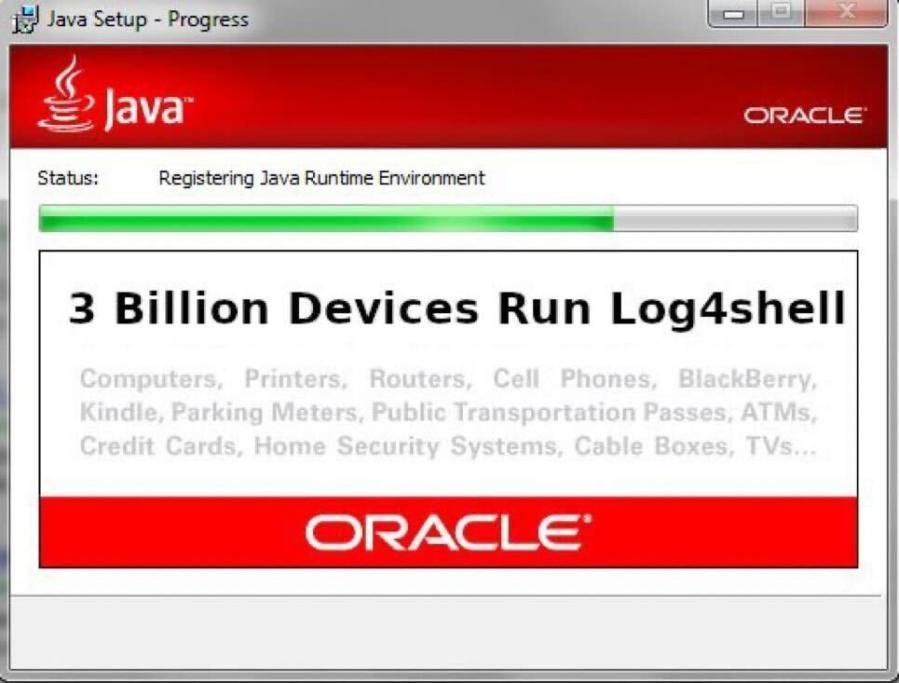 Java Setup - Progress
Java™
ORACLE®
Status: Registering Java Runtime Environment
3 Billion Devices Run Log4shell
Computers, Printers, Routers, Cell Phones, BlackBerry,
Kindle, Parking Meters, Public Transportation Passes, ATMs,
Credit Cards, Home Security Systems, Cable Boxes, TVs...
ORACLE®